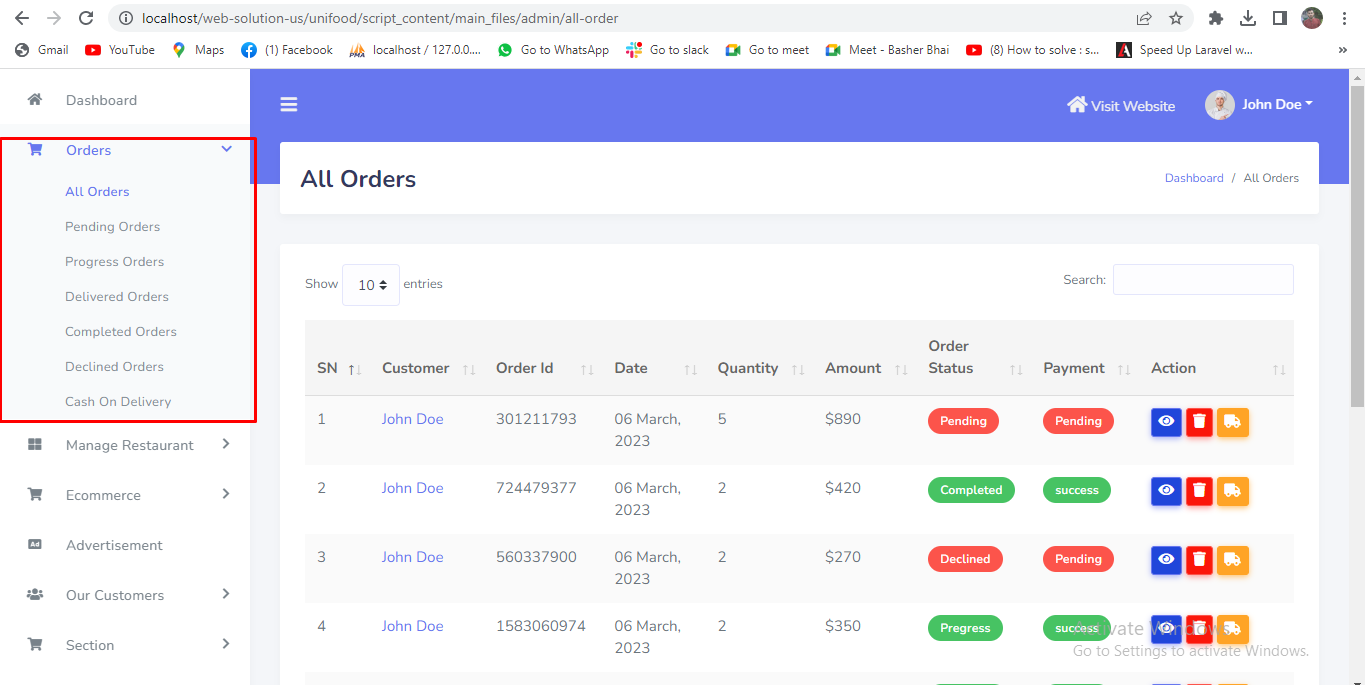 localhost/web-solution-us/unifood/script_content/main_files/admin/all-order
Gmail YouTube Maps (1) Facebook localhost / 127.0.0.... Go to WhatsApp Go to slack Go to meet Meet - Basher Bhai (8) How to solve : s... Speed Up Laravel w... »
Dashboard
Orders
All Orders
Pending Orders
Progress Orders
Delivered Orders
Completed Orders
Declined Orders
Cash On Delivery
Manage Restaurant
Ecommerce
Ad Advertisement
Our Customers
Section
Visit Website John Doe
All Orders
Dashboard / All Orders
Show 10 entries
Search:
SN Customer Order Id Date Quantity Amount Order Status Payment Action
1 John Doe 301211793 06 March, 2023 5 $890 Pending Pending
2 John Doe 724479377 06 March, 2023 2 $420 Completed success
3 John Doe 560337900 06 March, 2023 2 $270 Declined Pending
4 John Doe 1583060974 06 March, 2023 2 $350 Pregress success
Activate Windows
Go to Settings to activate Windows.